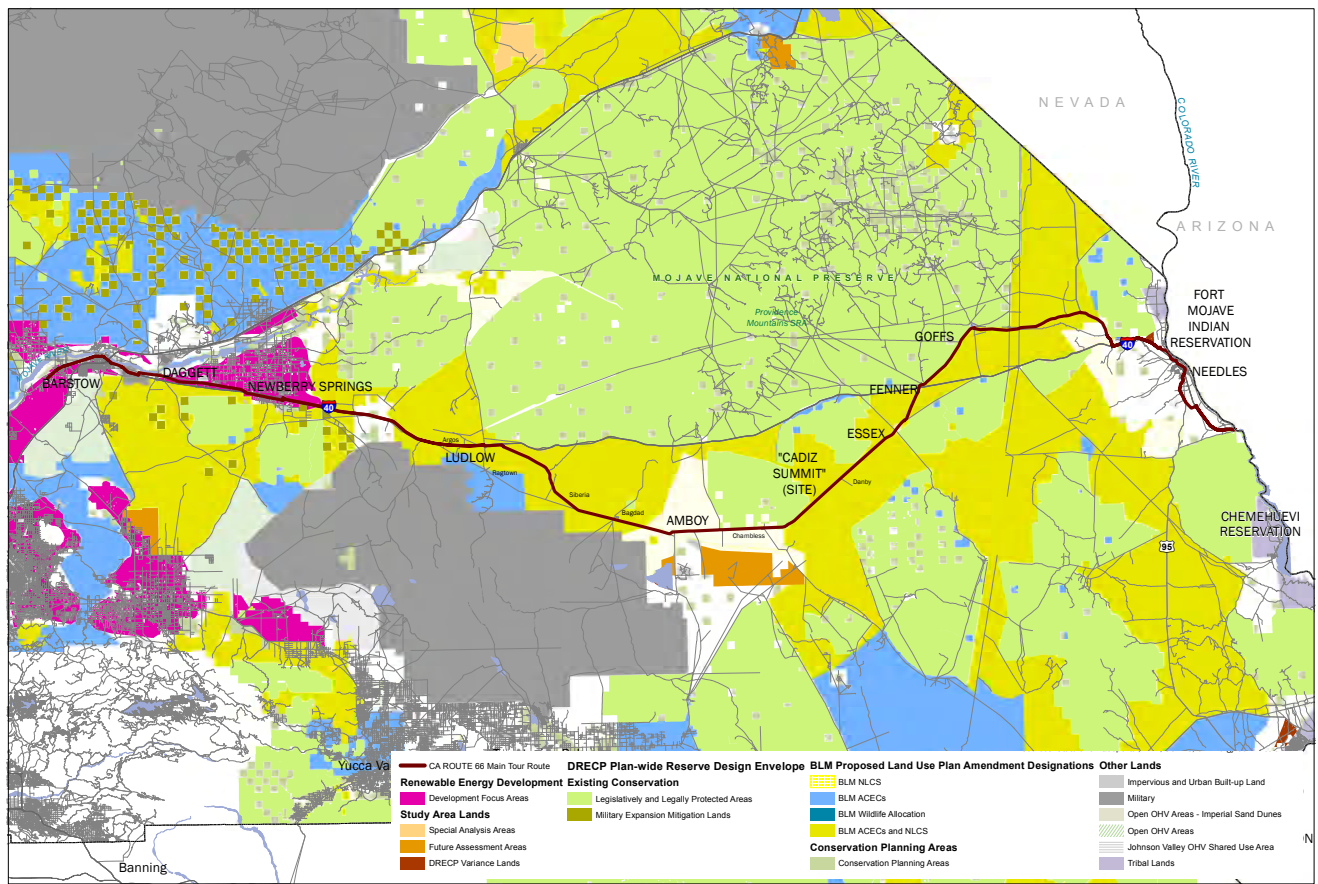 NEVADA
COLORADO RIVER
ARIZONA
MOJAVE NATIONAL PRESERVE
Providence
Mountains SRA
FORT
MOJAVE
INDIAN
RESERVATION
GOFFS
40
NEEDLES
BARSTOW
DAGGETT
NEWBERRY SPRINGS
40
FENNER
ESSEX
Argos
LUDLOW
Ragtown
"CADIZ
SUMMIT"
(SITE)
Danby
Siberia
Bagdad
AMBOY
Chambless
CHEMEHUEVI
RESERVATION
95
Yucca Va
Banning
N
CA ROUTE 66 Main Tour Route
Renewable Energy Development
Development Focus Areas
Study Area Lands
Special Analysis Areas
Future Assessment Areas
DRECP Variance Lands
DRECP Plan-wide Reserve Design Envelope
Existing Conservation
Legislatively and Legally Protected Areas
Military Expansion Mitigation Lands
BLM Proposed Land Use Plan Amendment Designations
BLM NLCS
BLM ACECs
BLM Wildlife Allocation
BLM ACECs and NLCS
Conservation Planning Areas
Conservation Planning Areas
Other Lands
Impervious and Urban Built-up Land
Military
Open OHV Areas - Imperial Sand Dunes
Open OHV Areas
Johnson Valley OHV Shared Use Area
Tribal Lands